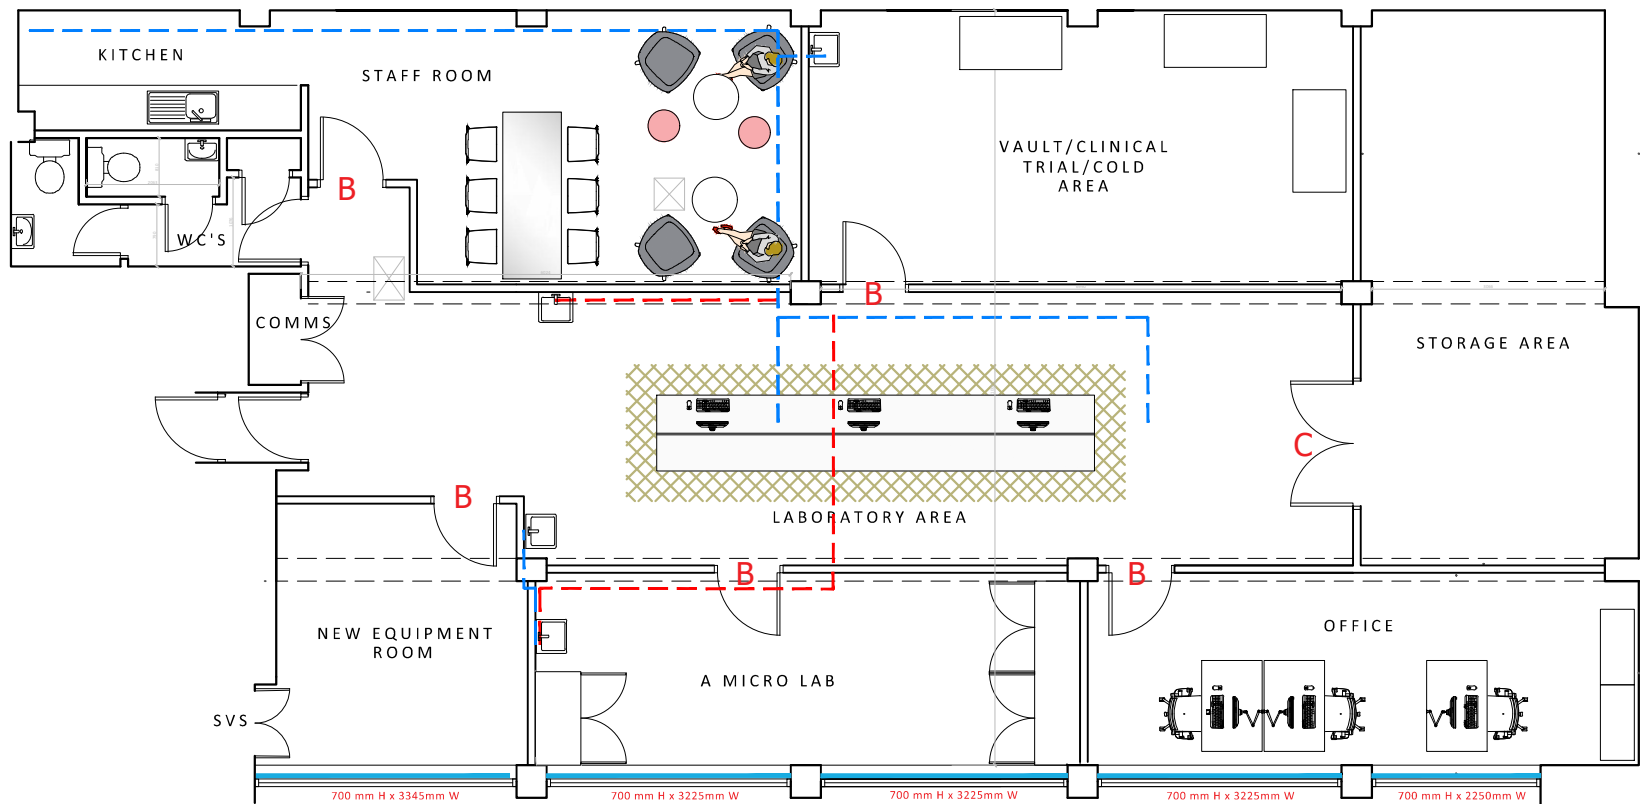 KITCHEN
STAFF ROOM
VAULT/CLINICAL
TRIAL/COLD
AREA
B
WC'S
B
COMMS
STORAGE AREA
C
B
LABORATORY AREA
B
B
NEW EQUIPMENT
ROOM
OFFICE
A MICRO LAB
SVS
700 mm H x 3345mm W
700 mm H x 3225mm W
700 mm H x 3225mm W
700 mm H x 3225mm W
700 mm H x 2250mm W